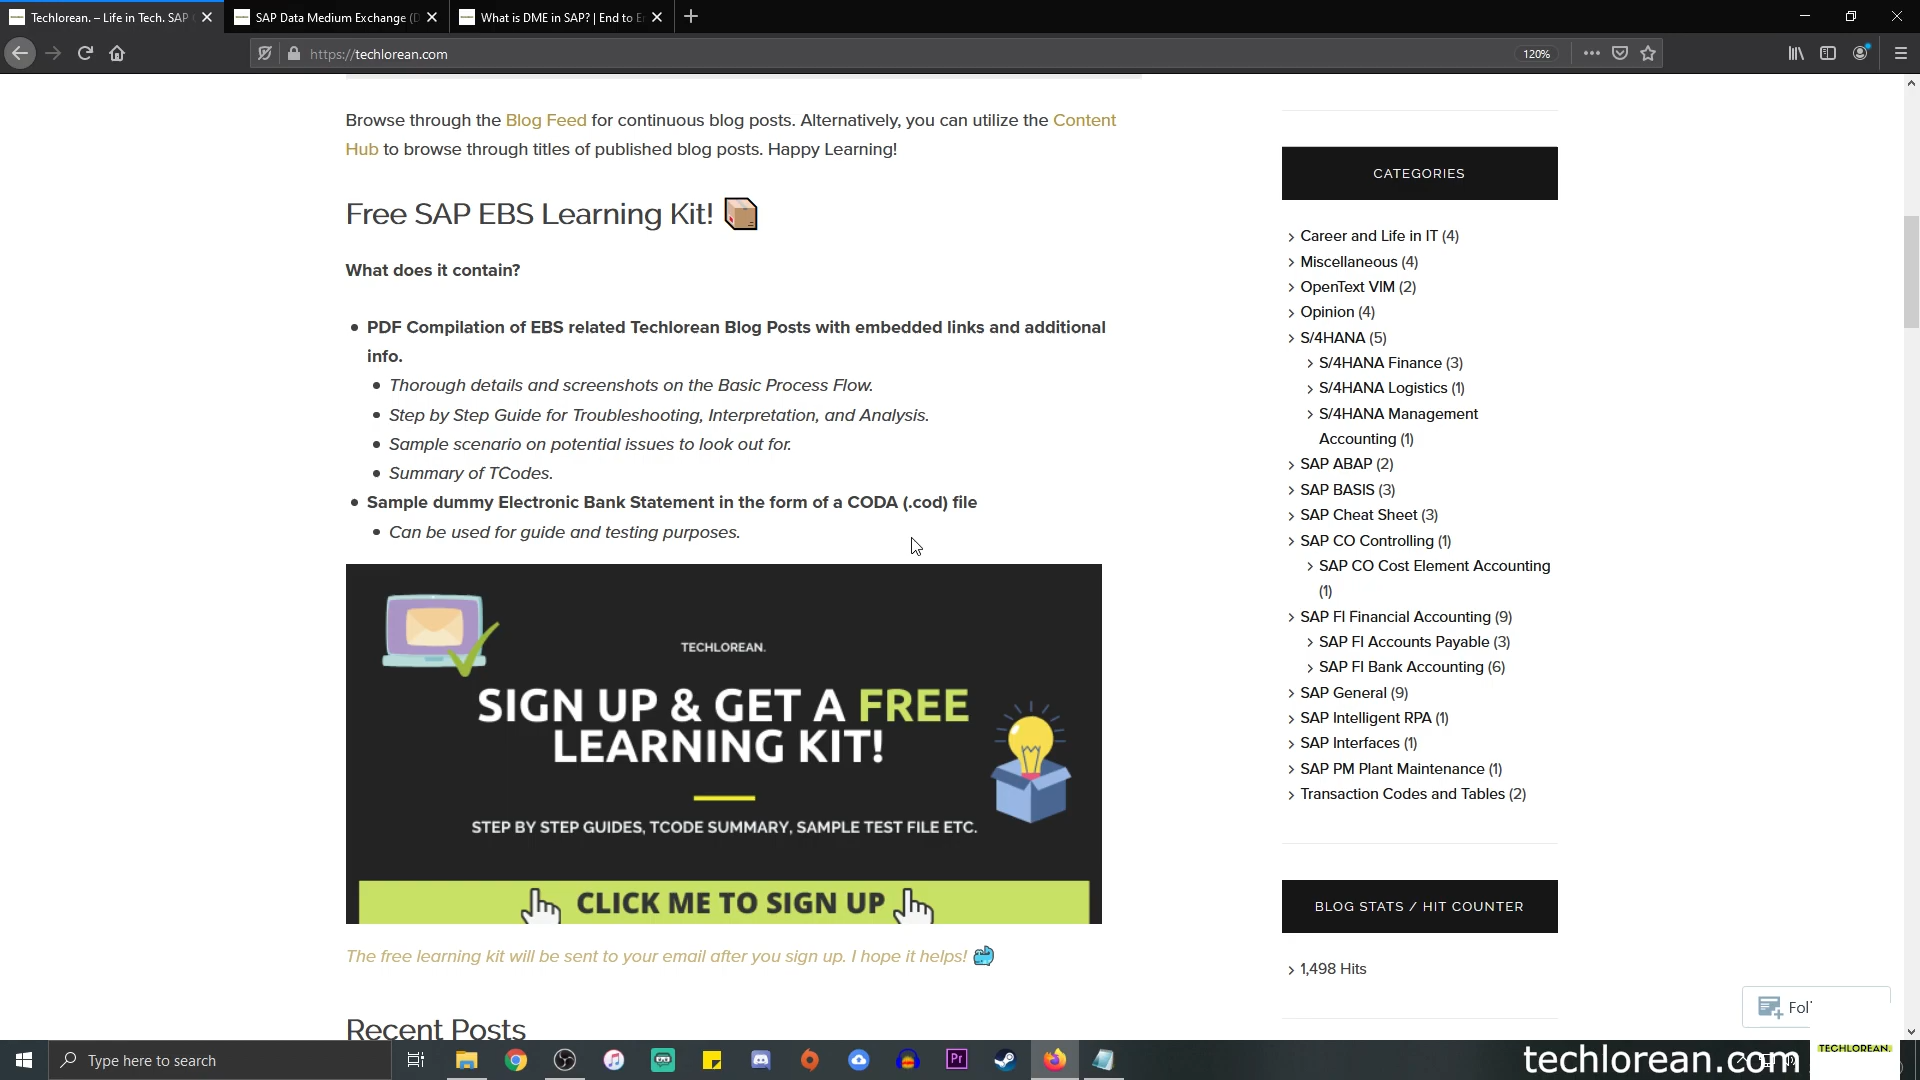 Techlorean. – Life in Tech. SAP
SAP Data Medium Exchange (D
What is DME in SAP? | End to E
https://techlorean.com
120%
Browse through the Blog Feed for continuous blog posts. Alternatively, you can utilize the Content
Hub to browse through titles of published blog posts. Happy Learning!
Free SAP EBS Learning Kit!
What does it contain?
PDF Compilation of EBS related Techlorean Blog Posts with embedded links and additional
info.
Thorough details and screenshots on the Basic Process Flow.
Step by Step Guide for Troubleshooting, Interpretation, and Analysis.
Sample scenario on potential issues to look out for.
Summary of TCodes.
Sample dummy Electronic Bank Statement in the form of a CODA (.cod) file
Can be used for guide and testing purposes.
TECHLOREAN.
SIGN UP & GET A FREE
LEARNING KIT!
STEP BY STEP GUIDES, TCODE SUMMARY, SAMPLE TEST FILE ETC.
CLICK ME TO SIGN UP
The free learning kit will be sent to your email after you sign up. I hope it helps!
Recent Posts
CATEGORIES
Career and Life in IT (4)
Miscellaneous (4)
OpenText VIM (2)
Opinion (4)
S/4HANA (5)
S/4HANA Finance (3)
S/4HANA Logistics (1)
S/4HANA Management
Accounting (1)
SAP ABAP (2)
SAP BASIS (3)
SAP Cheat Sheet (3)
SAP CO Controlling (1)
SAP CO Cost Element Accounting
(1)
SAP FI Financial Accounting (9)
SAP FI Accounts Payable (3)
SAP FI Bank Accounting (6)
SAP General (9)
SAP Intelligent RPA (1)
SAP Interfaces (1)
SAP PM Plant Maintenance (1)
Transaction Codes and Tables (2)
BLOG STATS / HIT COUNTER
1,498 Hits
Fol
Type here to search
Pr
techlorean.com
TECHLOREAN.